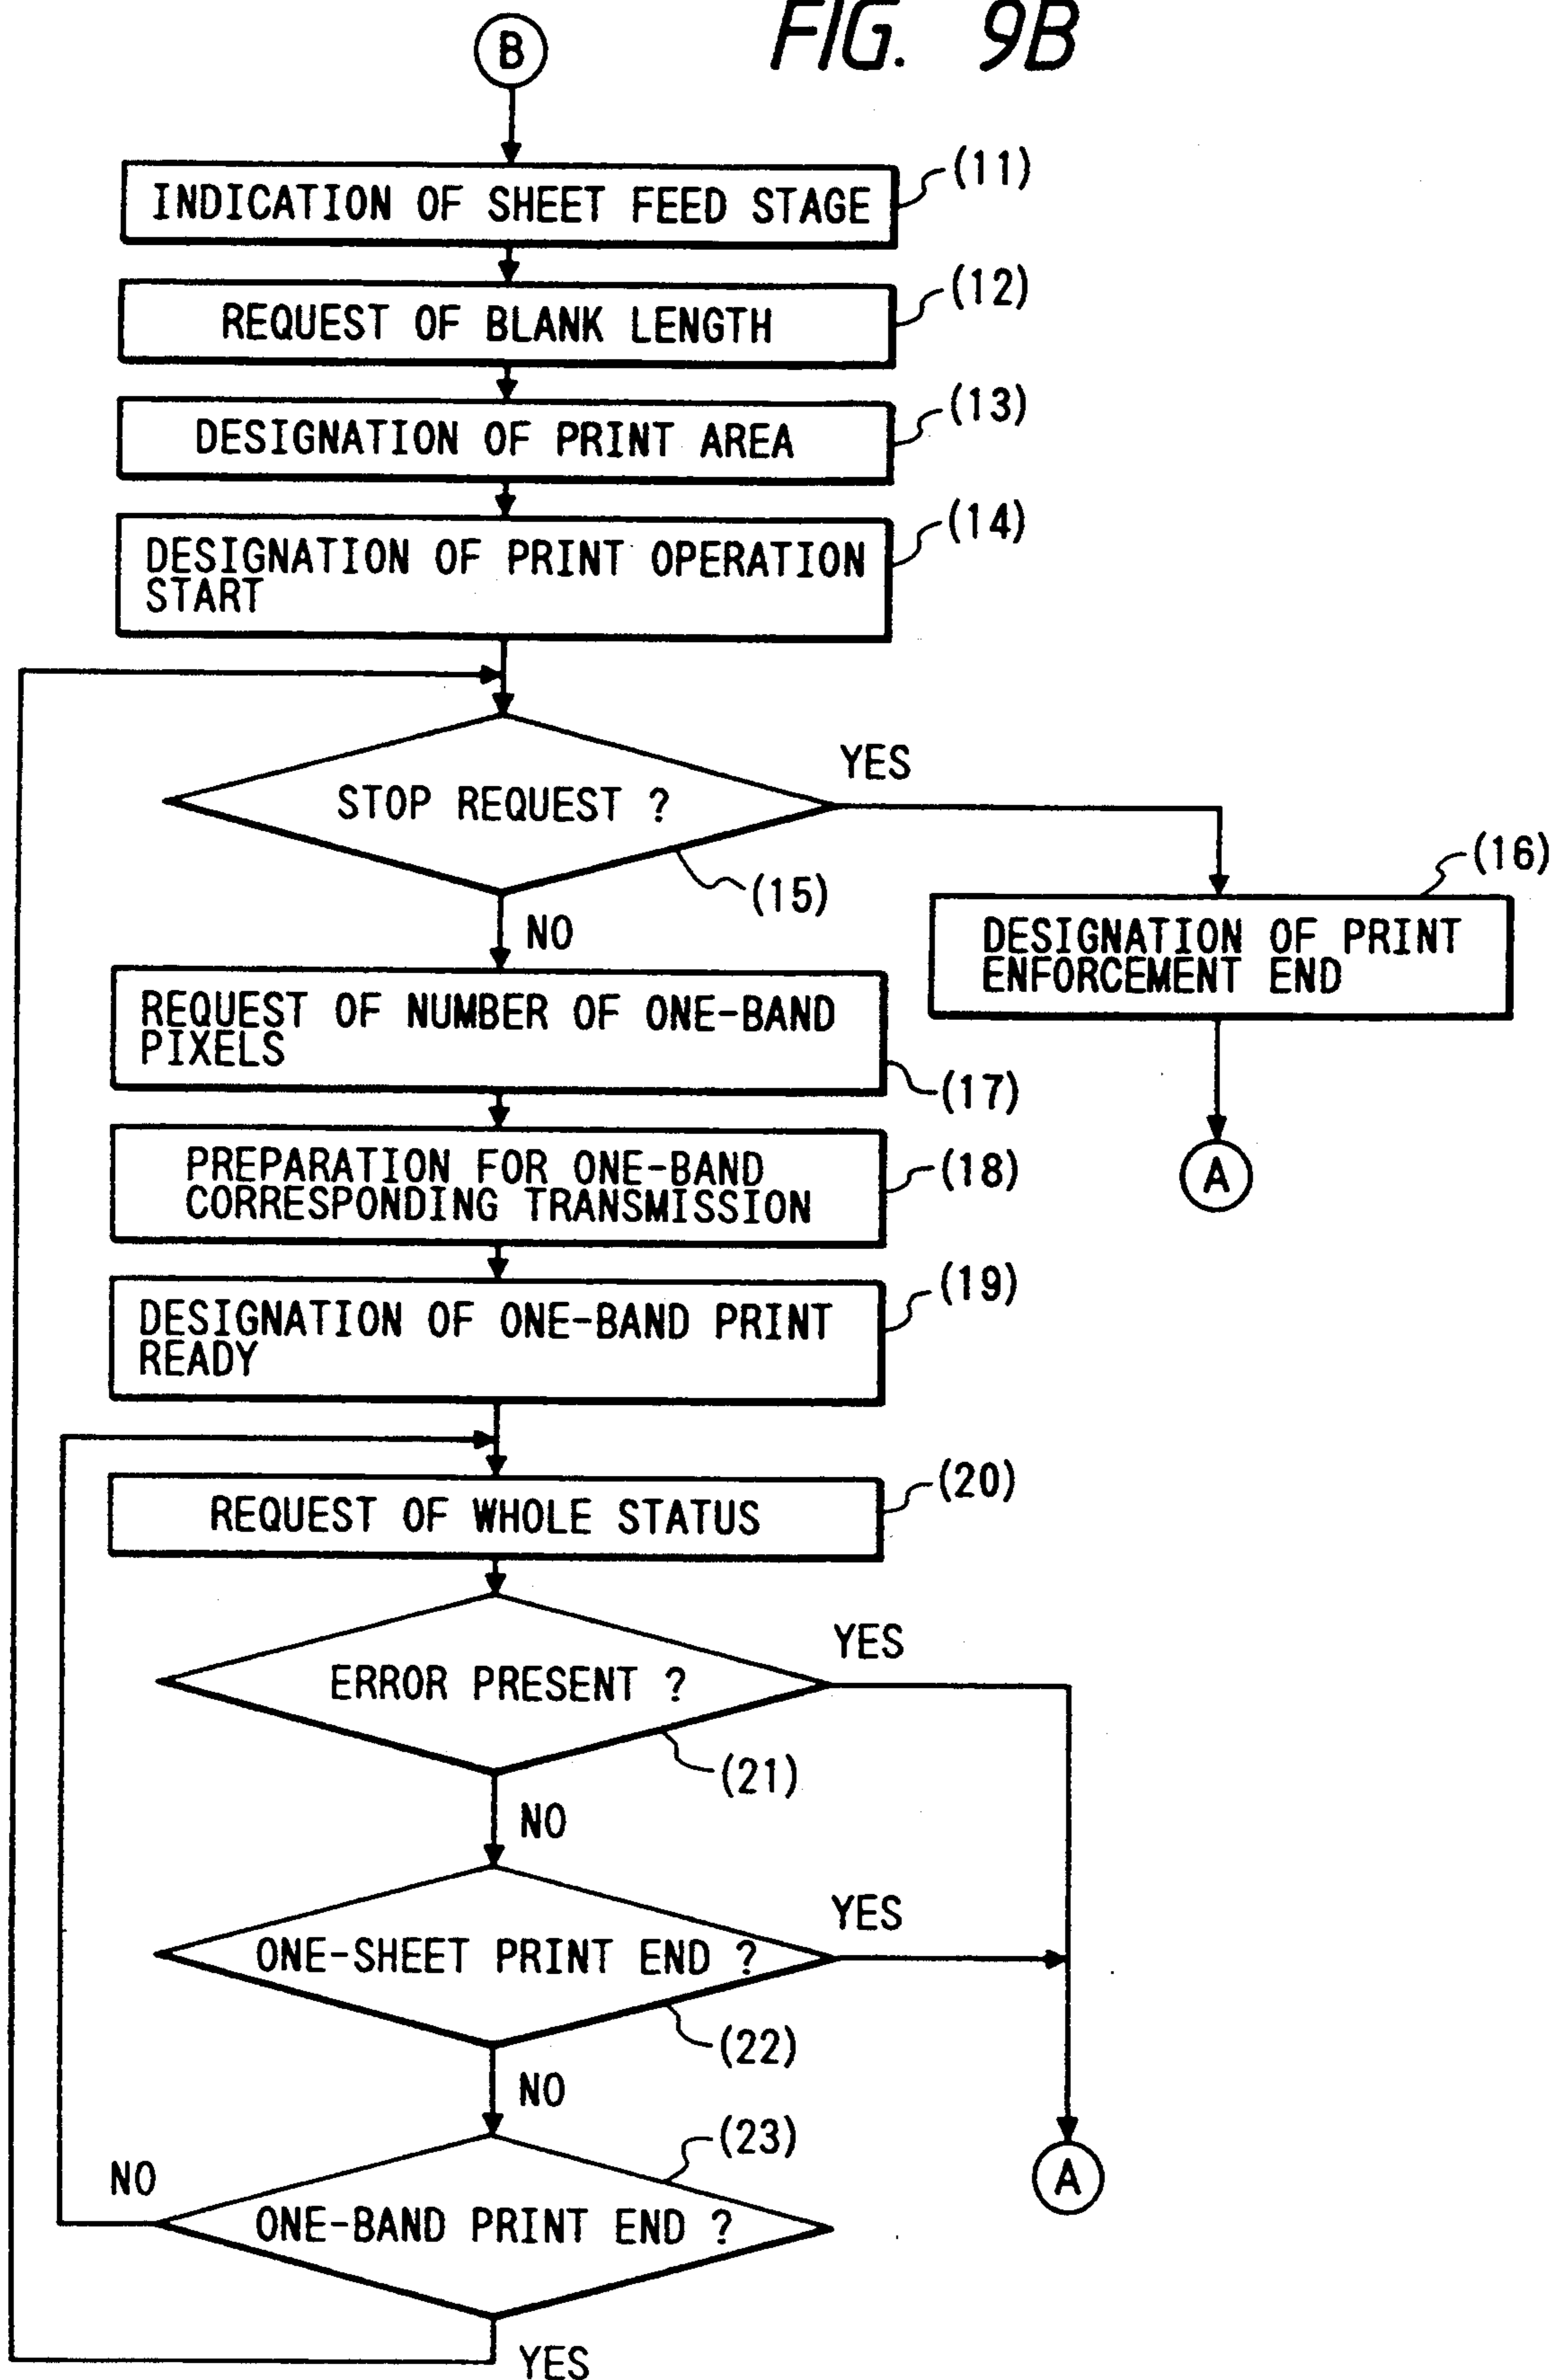 FIG. 9B
B
INDICATION OF SHEET FEED STAGE
(11)
REQUEST OF BLANK LENGTH
(12)
DESIGNATION OF PRINT AREA
(13)
DESIGNATION OF PRINT OPERATION
START
(14)
STOP REQUEST ?
YES
(15)
NO
(16)
DESIGNATION OF PRINT
ENFORCEMENT END
A
REQUEST OF NUMBER OF ONE-BAND
PIXELS
(17)
PREPARATION FOR ONE-BAND
CORRESPONDING TRANSMISSION
(18)
DESIGNATION OF ONE-BAND PRINT
READY
(19)
REQUEST OF WHOLE STATUS
(20)
ERROR PRESENT ?
YES
(21)
NO
ONE-SHEET PRINT END ?
YES
(22)
NO
(23)
ONE-BAND PRINT END ?
NO
YES
A